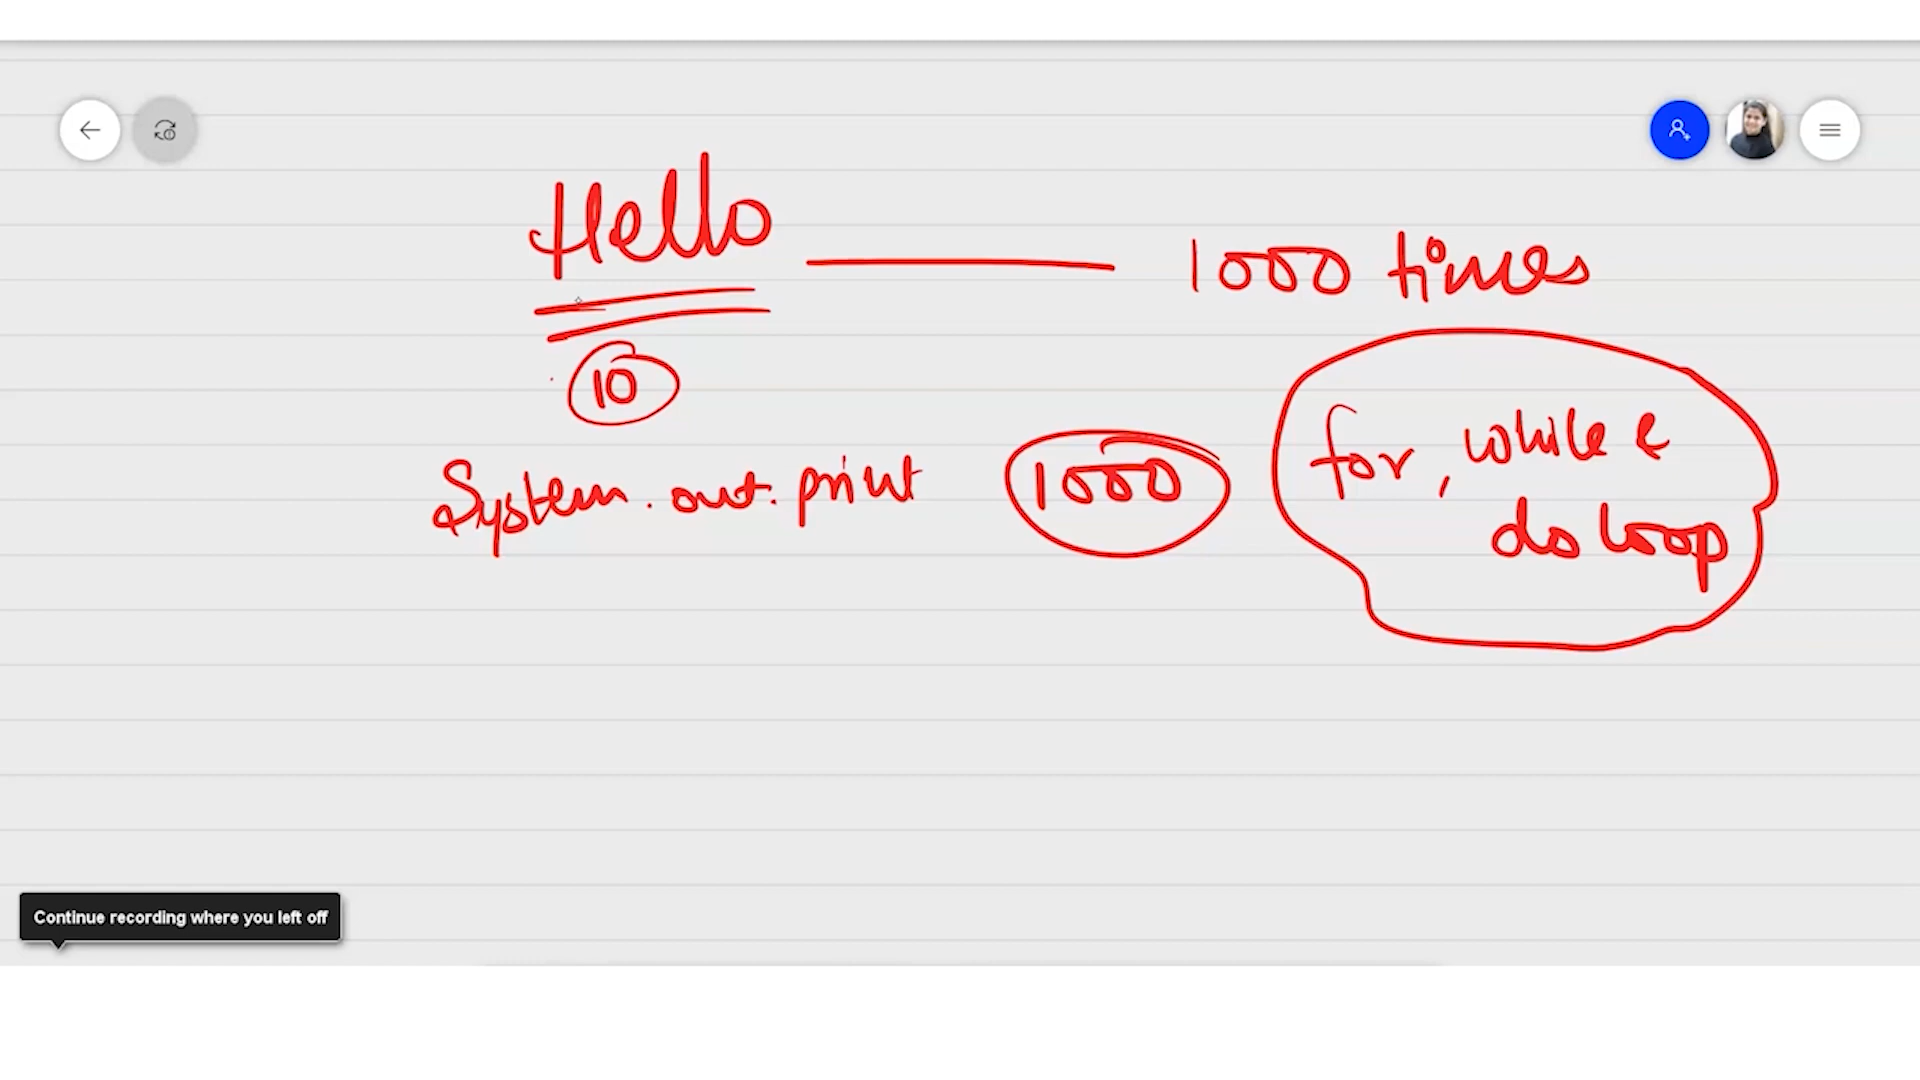 Hello 1000 times
10
System.out.print 1000 for, while &
do loop
Continue recording where you left off